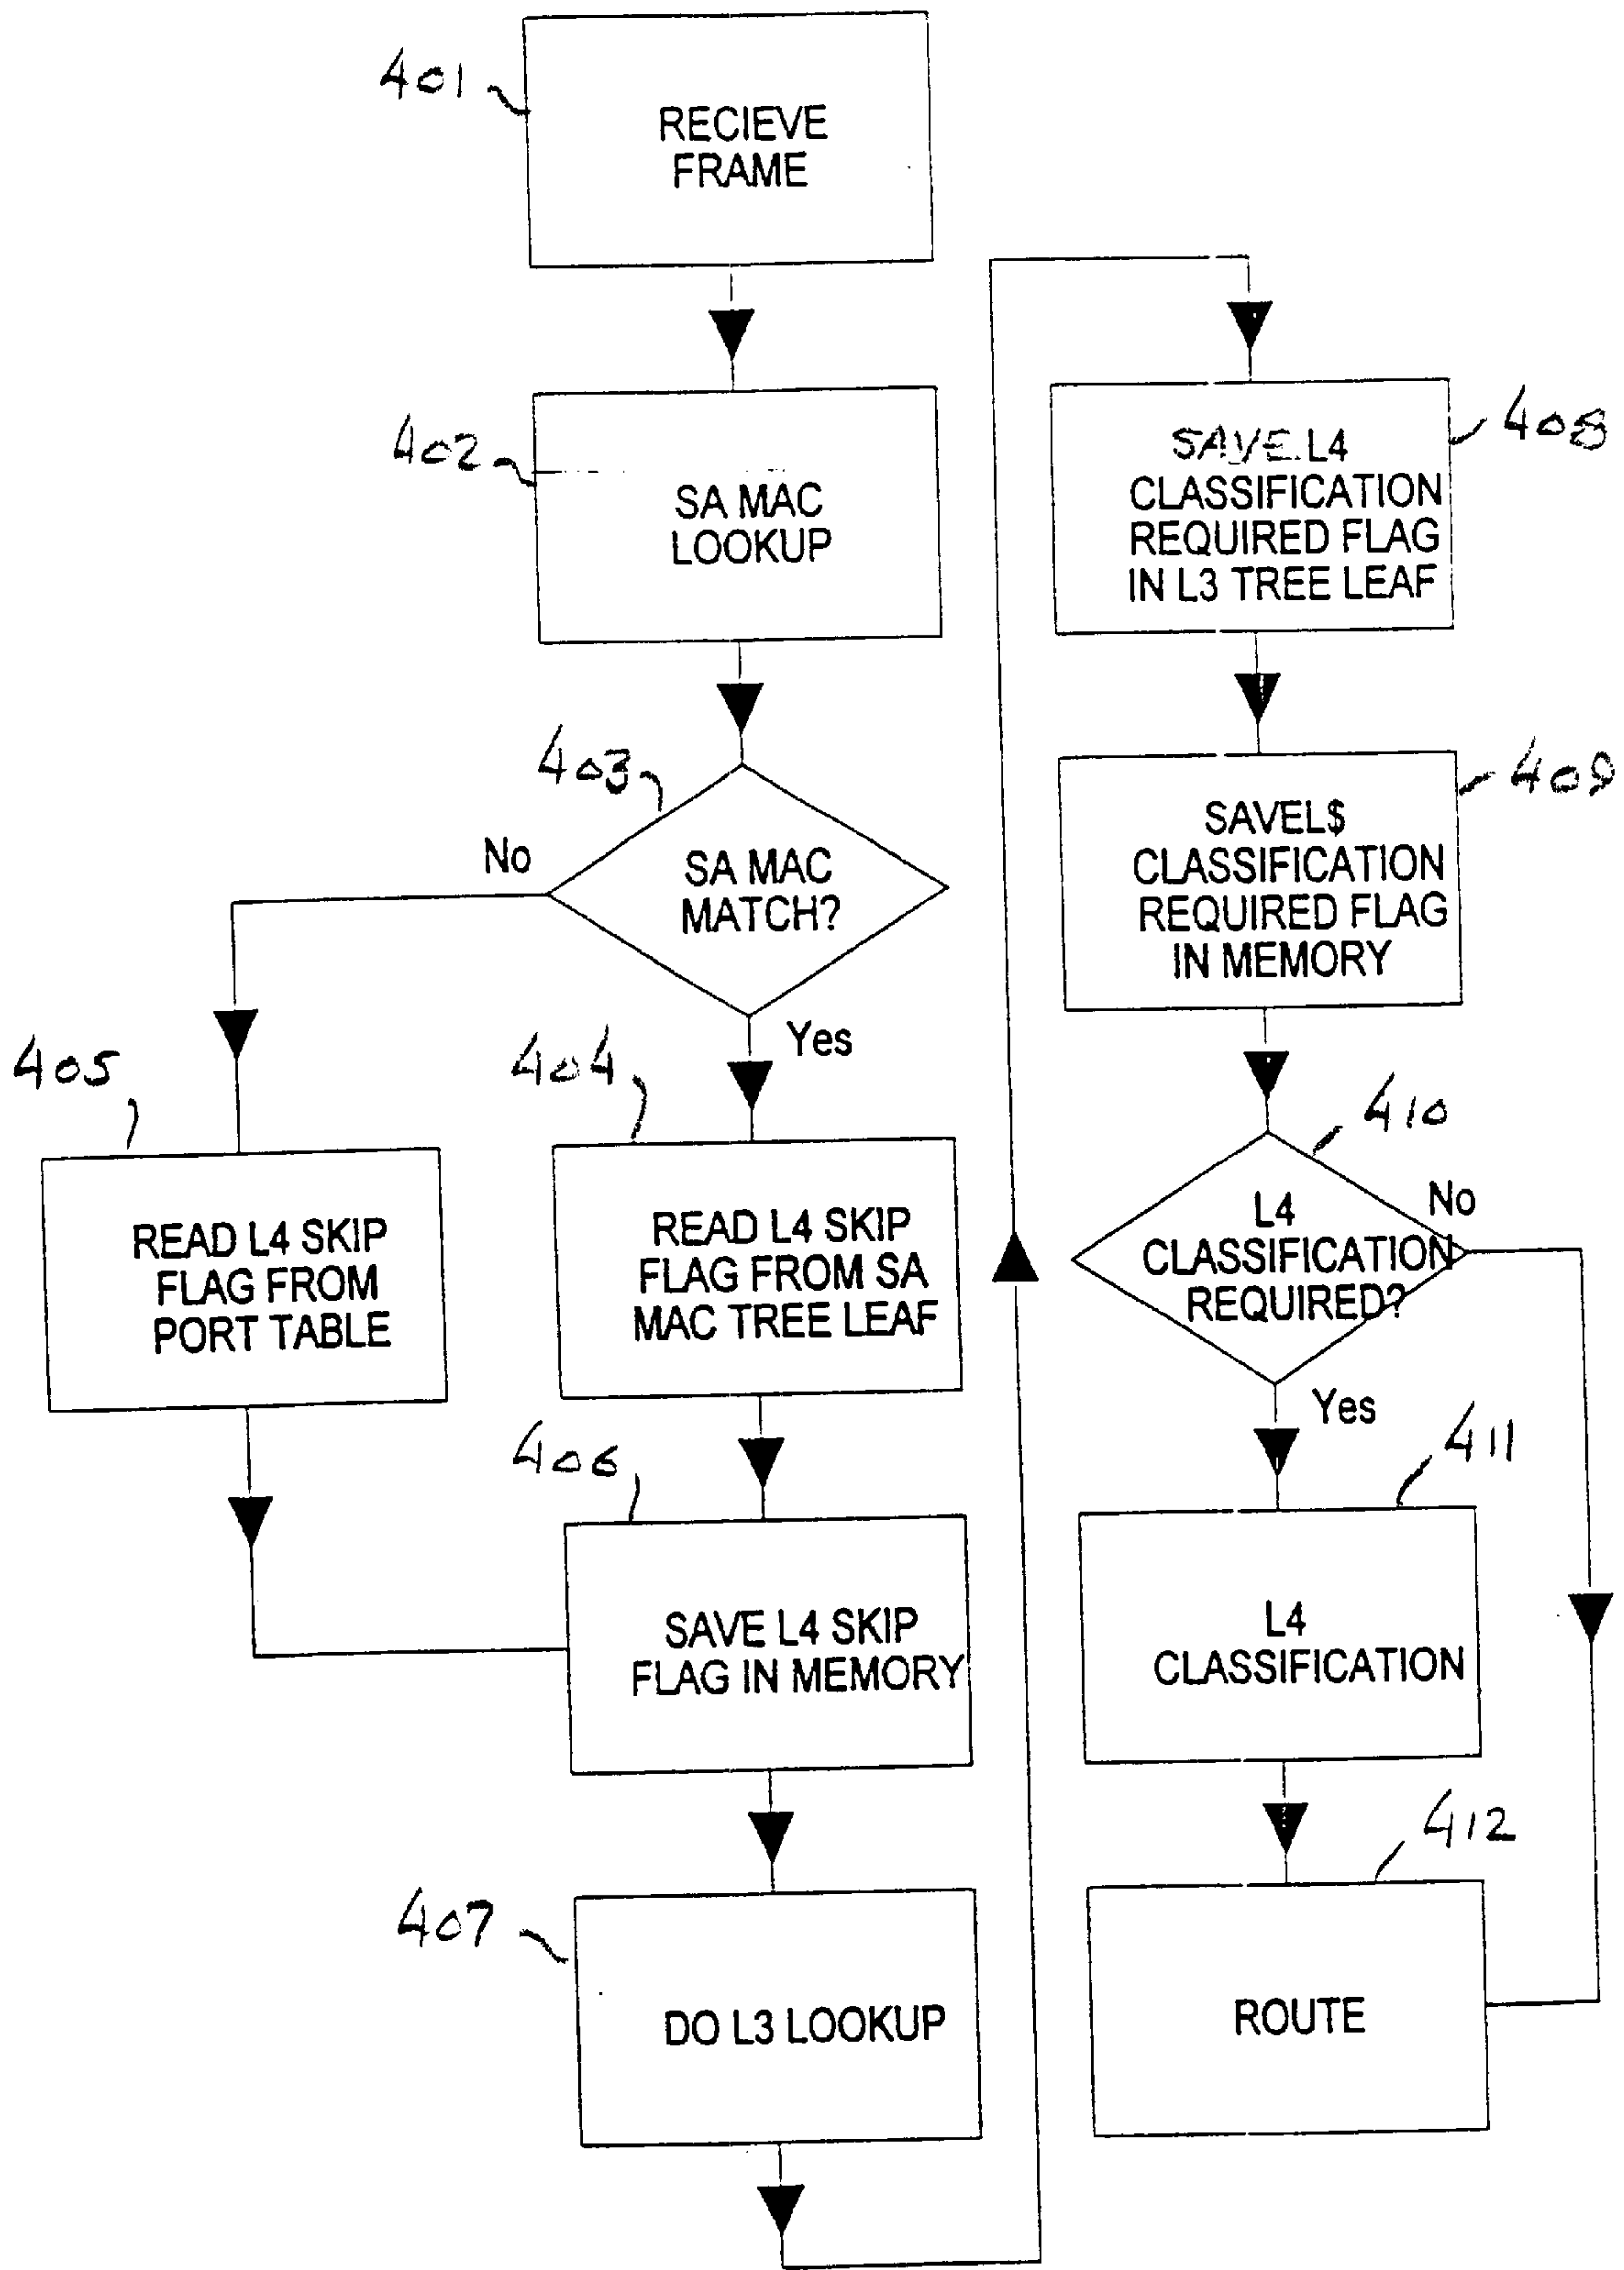 401
RECIEVE
FRAME
402
SA MAC
LOOKUP
403
No
SA MAC
MATCH?
Yes
405
404
READ L4 SKIP
FLAG FROM
PORT TABLE
READ L4 SKIP
FLAG FROM SA
MAC TREE LEAF
406
SAVE L4 SKIP
FLAG IN MEMORY
407
DO L3 LOOKUP
408
SAVE L4
CLASSIFICATION
REQUIRED FLAG
IN L3 TREE LEAF
409
SAVEL$
CLASSIFICATION
REQUIRED FLAG
IN MEMORY
410
No
L4
CLASSIFICATION
REQUIRED?
Yes
411
L4
CLASSIFICATION
412
ROUTE